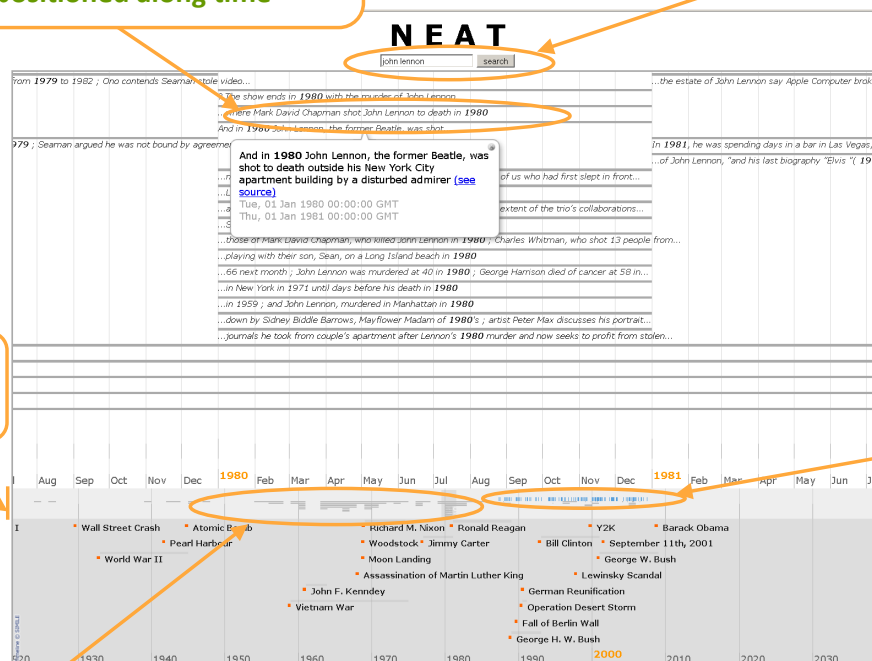 positioned along time
NEAT
john lennon search
from 1979 to 1982 ; Ono contends Seaman stole video...
...the estate of John Lennon say Apple Computer brok
The show ends in 1980 with the murder of John Lennon
...where Mark David Chapman shot John Lennon to death in 1980
And in 1980 John Lennon, the former Beatle, was shot
979 ; Seaman argued he was not bound by agreeme
In 1981, he was spending days in a bar in Las Vegas,
...of John Lennon, "and his last biography "Elvis "( 19
And in 1980 John Lennon, the former Beatle, was
shot to death outside his New York City
apartment building by a disturbed admirer (see
source)
Tue, 01 Jan 1980 00:00:00 GMT
Thu, 01 Jan 1981 00:00:00 GMT
of us who had first slept in front...
extent of the trio's collaborations...
...those of Mark David Chapman, who killed John Lennon in 1980 ; Charles Whitman, who shot 13 people from...
...playing with their son, Sean, on a Long Island beach in 1980
...66 next month ; John Lennon was murdered at 40 in 1980 ; George Harrison died of cancer at 58 in...
...in New York in 1971 until days before his death in 1980
...in 1959 ; and John Lennon, murdered in Manhattan in 1980
...down by Sidney Biddle Barrows, Mayflower Madam of 1980's ; artist Peter Max discusses his portrait...
...journals he took from couple's apartment after Lennon's 1980 murder and now seeks to profit from stolen...
Aug Sep Oct Nov Dec 1980 Feb Mar Apr May Jun Jul Aug Sep Oct Nov Dec 1981 Feb Mar Apr May Jun
I Wall Street Crash Atomic Bomb Richard M. Nixon Ronald Reagan Y2K Barack Obama
Pearl Harbour Woodstock Jimmy Carter Bill Clinton September 11th, 2001
World War II Moon Landing George W. Bush
Assassination of Martin Luther King Lewinsky Scandal
John F. Kenndey German Reunification
Vietnam War Operation Desert Storm
Fall of Berlin Wall
George H. W. Bush
1930 1940 1950 1960 1970 1980 1990 2000 2010 2020 2030